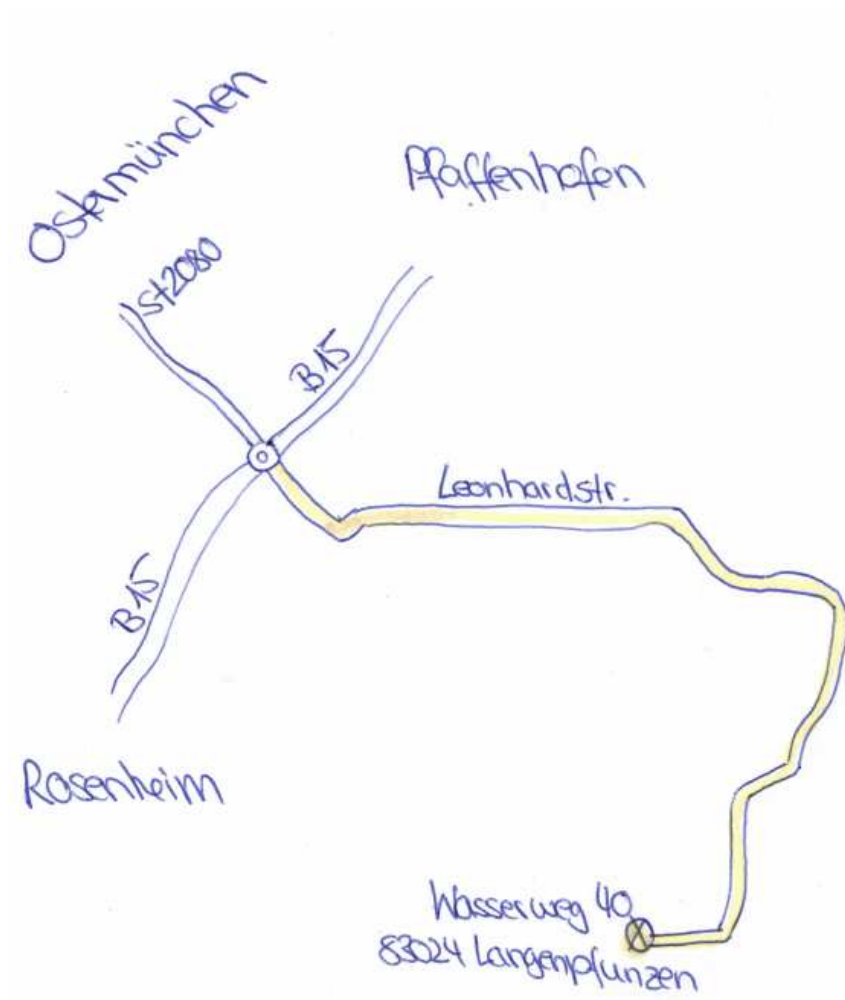 Ostermünchen
Pfaffenhofen
St2080
B15
Leonhardstr.
B15
Rosenheim
Wasserweg 40
83024 Langenpfunzen